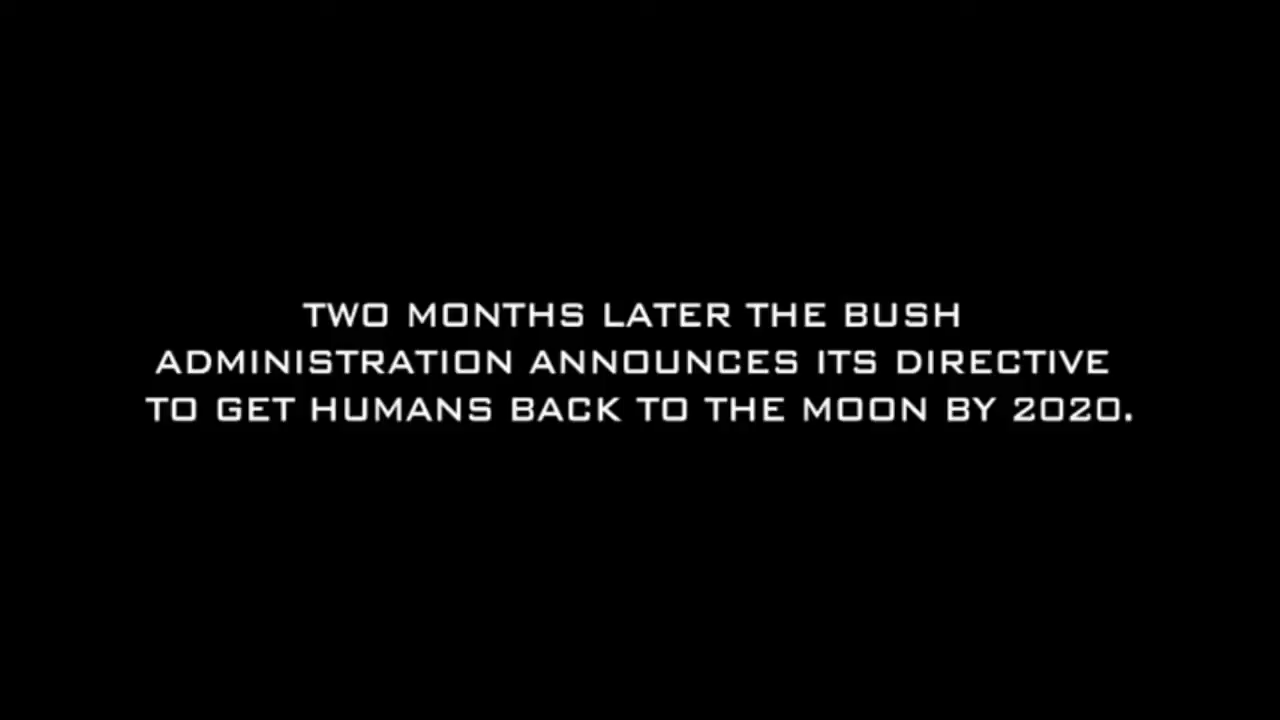 TWO MONTHS LATER THE BUSH
ADMINISTRATION ANNOUNCES ITS DIRECTIVE
TO GET HUMANS BACK TO THE MOON BY 2020.